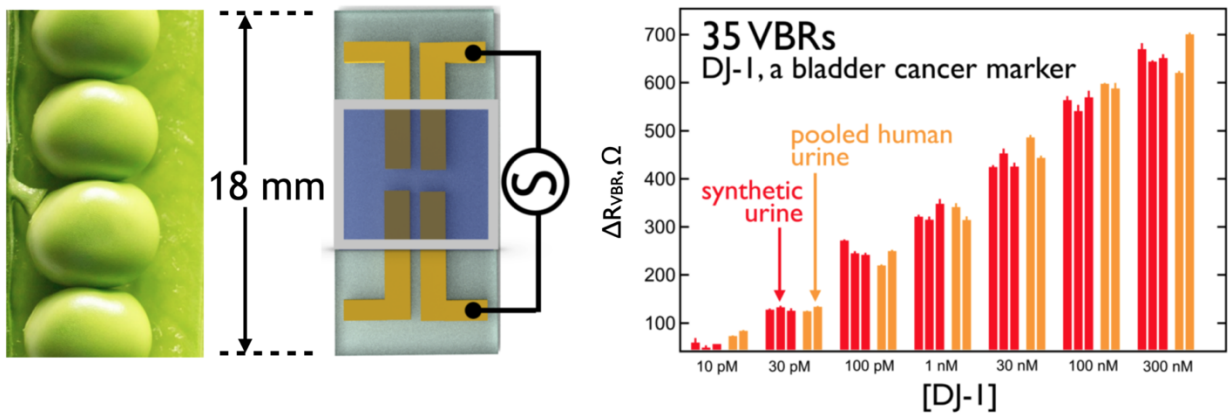 18 mm
S
35 VBRs
DJ-1, a bladder cancer marker
pooled human
urine
synthetic
urine
ΔRVBR, Ω
700
600
500
400
300
200
100
10 pM
30 pM
100 pM
1 nM
30 nM
100 nM
300 nM
[DJ-1]